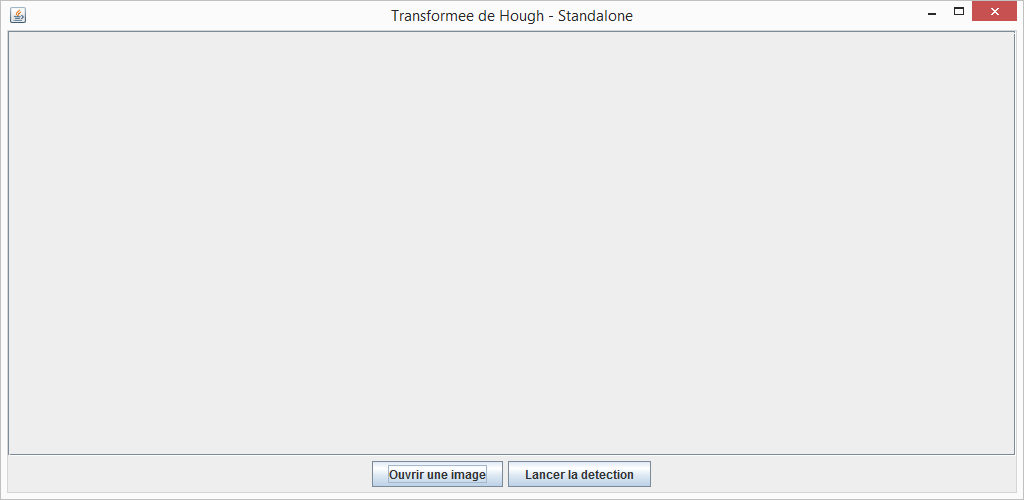 Transformee de Hough - Standalone
Ouvrir une image
Lancer la detection